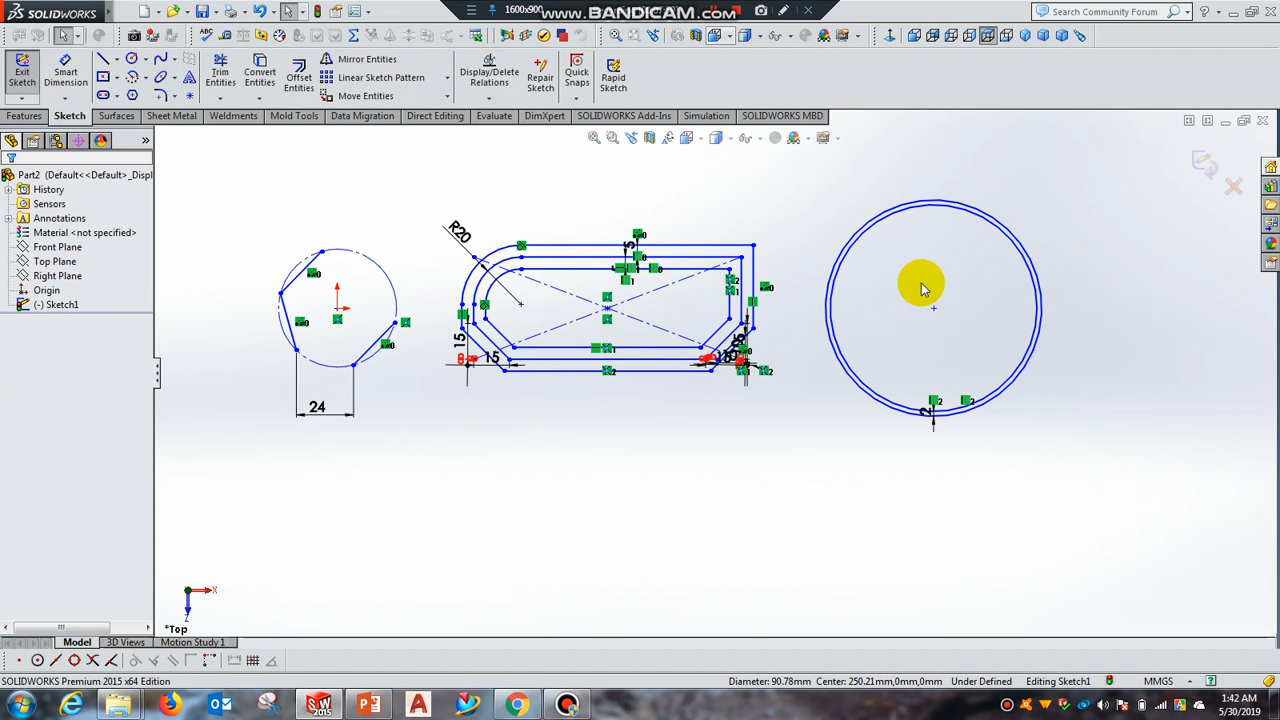 SOLIDWORKS
1600x900
www.BANDICAM.com
Search Community Forum
Exit Sketch
Smart Dimension
Trim Entities
Convert Entities
Offset Entities
Mirror Entities
Linear Sketch Pattern
Move Entities
Display/Delete Relations
Repair Sketch
Quick Snaps
Rapid Sketch
Features Sketch Surfaces Sheet Metal Weldments Mold Tools Data Migration Direct Editing Evaluate DimXpert SOLIDWORKS Add-Ins Simulation SOLIDWORKS MBD
Part2 (Default<<Default>_Displ
History
Sensors
Annotations
Material <not specified>
Front Plane
Top Plane
Right Plane
Origin
(-) Sketch1
R20
5
15
15
24
2
X
Z
*Top
Model 3D Views Motion Study 1
SOLIDWORKS Premium 2015 x64 Edition
Diameter: 90.78mm Center: 250.21mm,0mm,0mm Under Defined Editing Sketch1 MMGS
1:42 AM
5/30/2019